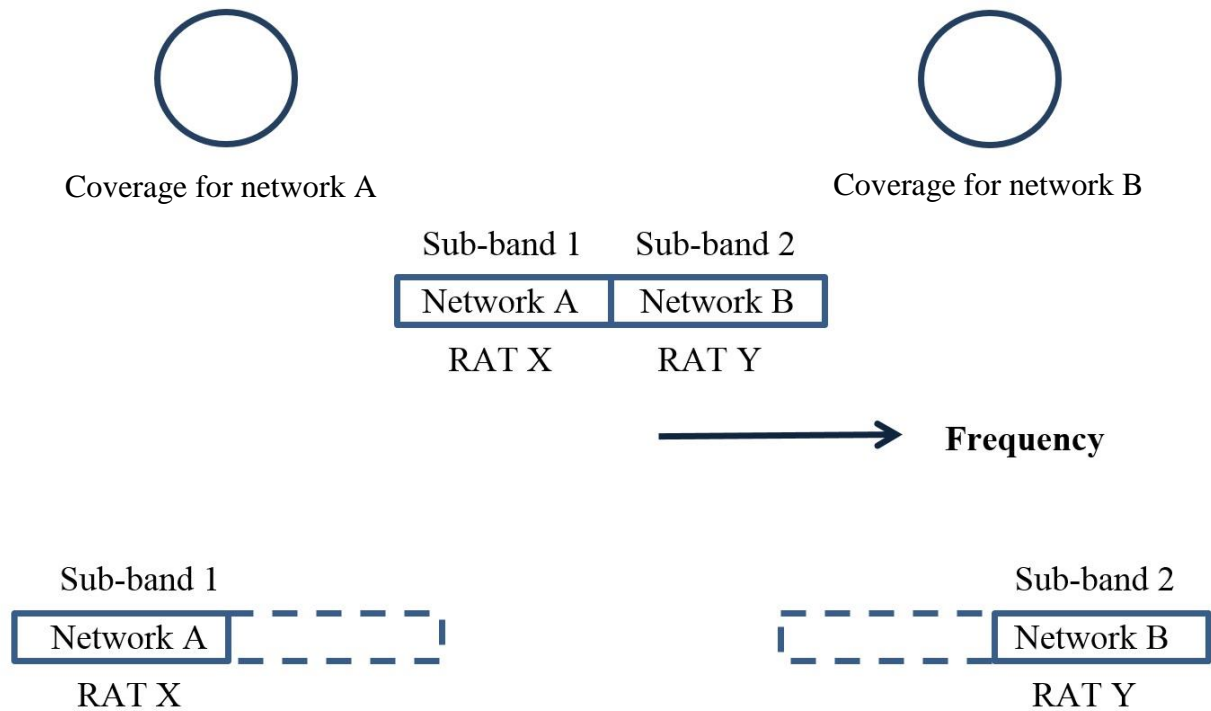 Coverage for network A
Coverage for network B
Sub-band 1
Sub-band 2
Network A
Network B
RAT X
RAT Y
Frequency
Sub-band 1
Sub-band 2
Network A
Network B
RAT X
RAT Y